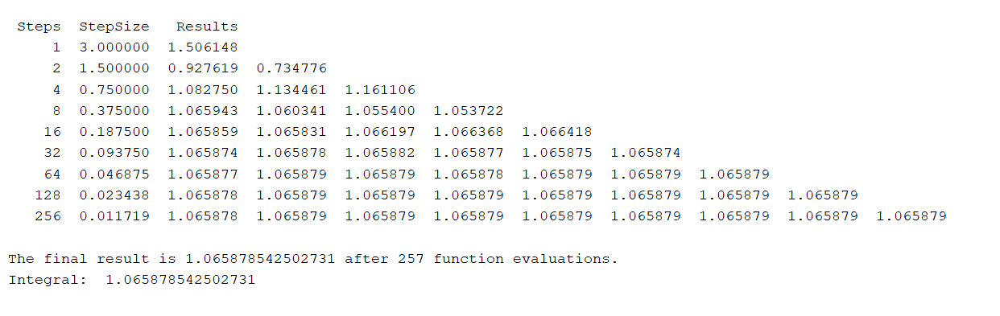 Steps  StepSize   Results
    1  3.000000  1.506148
    2  1.500000  0.927619  0.734776
    4  0.750000  1.082750  1.134461  1.161106
    8  0.375000  1.065943  1.060341  1.055400  1.053722
   16  0.187500  1.065859  1.065831  1.066197  1.066368  1.066418
   32  0.093750  1.065874  1.065878  1.065882  1.065877  1.065875  1.065874
   64  0.046875  1.065877  1.065879  1.065879  1.065878  1.065879  1.065879  1.065879
  128  0.023438  1.065878  1.065879  1.065879  1.065879  1.065879  1.065879  1.065879  1.065879
  256  0.011719  1.065878  1.065879  1.065879  1.065879  1.065879  1.065879  1.065879  1.065879  1.065879
The final result is 1.065878542502731 after 257 function evaluations.
Integral:  1.065878542502731